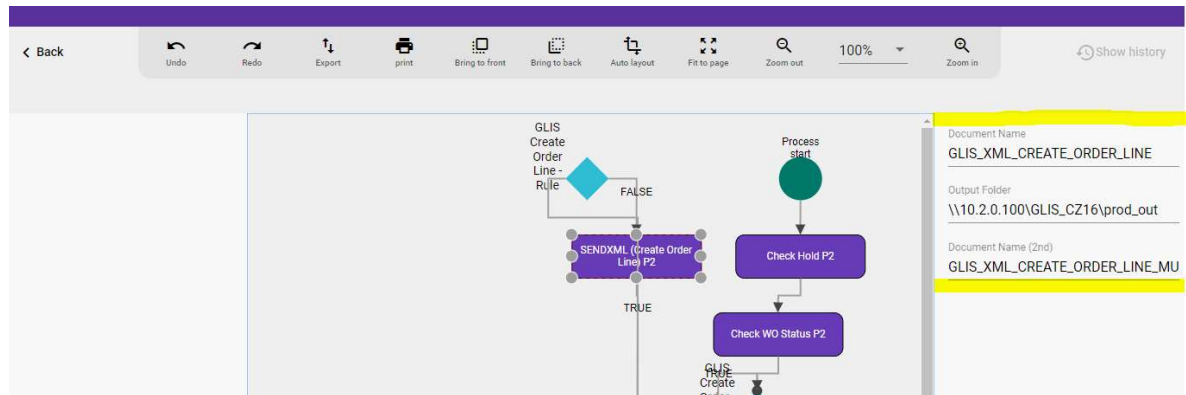 Back
Undo
Redo
Export
print
Bring to front
Bring to back
Auto layout
Fit to page
Zoom out
100%
Zoom in
Show history
GLIS
Create
Order
Line -
Rule
FALSE
SENDXML (Create Order
Line) P2
TRUE
Process
start
Check Hold P2
Check WO Status P2
TRUE
GLIS
Create
Document Name
GLIS_XML_CREATE_ORDER_LINE
Output Folder
\\10.2.0.100\GLIS_CZ16\prod_out
Document Name (2nd)
GLIS_XML_CREATE_ORDER_LINE_MU